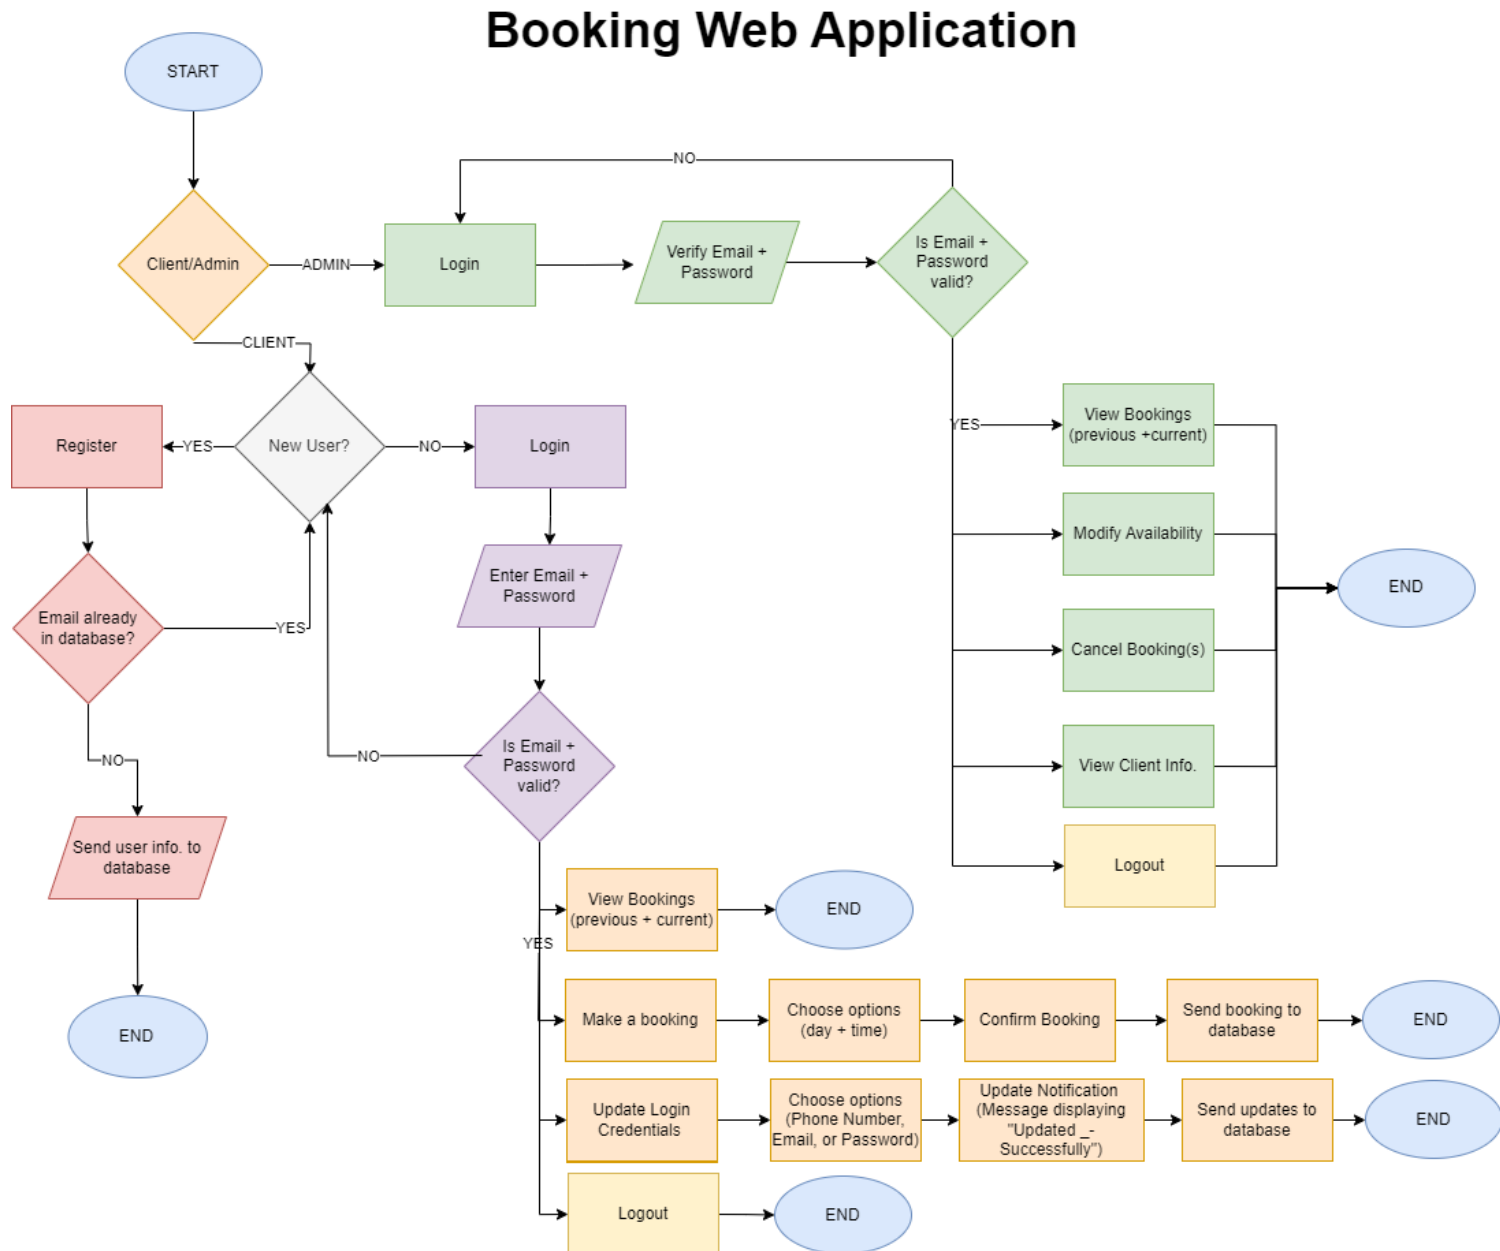 Booking Web Application
START
NO
Client/Admin
ADMIN
Login
Verify Email +
Password
Is Email +
Password
valid?
CLIENT
Register
YES
New User?
NO
Login
YES
View Bookings
(previous +current)
Modify Availability
Enter Email +
Password
END
Email already
in database?
YES
Cancel Booking(s)
NO
NO
Is Email +
Password
valid?
View Client Info.
Send user info. to
database
Logout
View Bookings
(previous + current)
END
YES
END
Make a booking
Choose options
(day + time)
Confirm Booking
Send booking to
database
END
Update Login
Credentials
Choose options
(Phone Number,
Email, or Password)
Update Notification
(Message displaying
"Updated _-
Successfully")
Send updates to
database
END
Logout
END